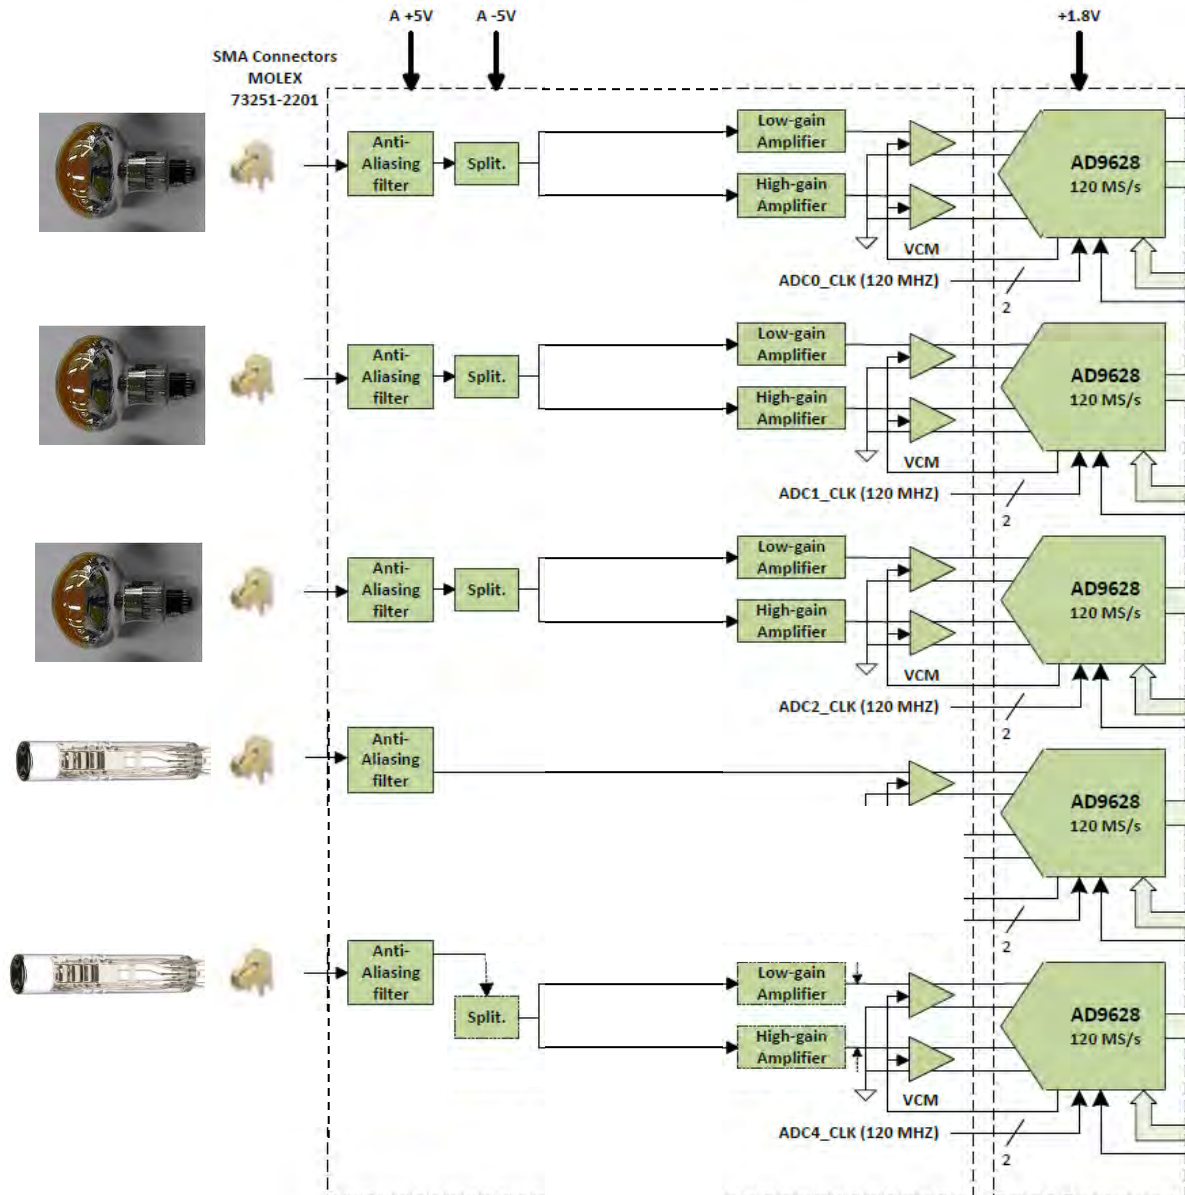 A +5V
A -5V
+1.8V
SMA Connectors
MOLEX
73251-2201
Anti-
Aliasing
filter
Split.
Low-gain
Amplifier
High-gain
Amplifier
VCM
AD9628
120 MS/s
ADC0_CLK (120 MHZ)
2
Anti-
Aliasing
filter
Split.
Low-gain
Amplifier
High-gain
Amplifier
VCM
AD9628
120 MS/s
ADC1_CLK (120 MHZ)
2
Anti-
Aliasing
filter
Split.
Low-gain
Amplifier
High-gain
Amplifier
VCM
AD9628
120 MS/s
ADC2_CLK (120 MHZ)
2
Anti-
Aliasing
filter
AD9628
120 MS/s
2
Anti-
Aliasing
filter
Split.
Low-gain
Amplifier
High-gain
Amplifier
VCM
AD9628
120 MS/s
ADC4_CLK (120 MHZ)
2